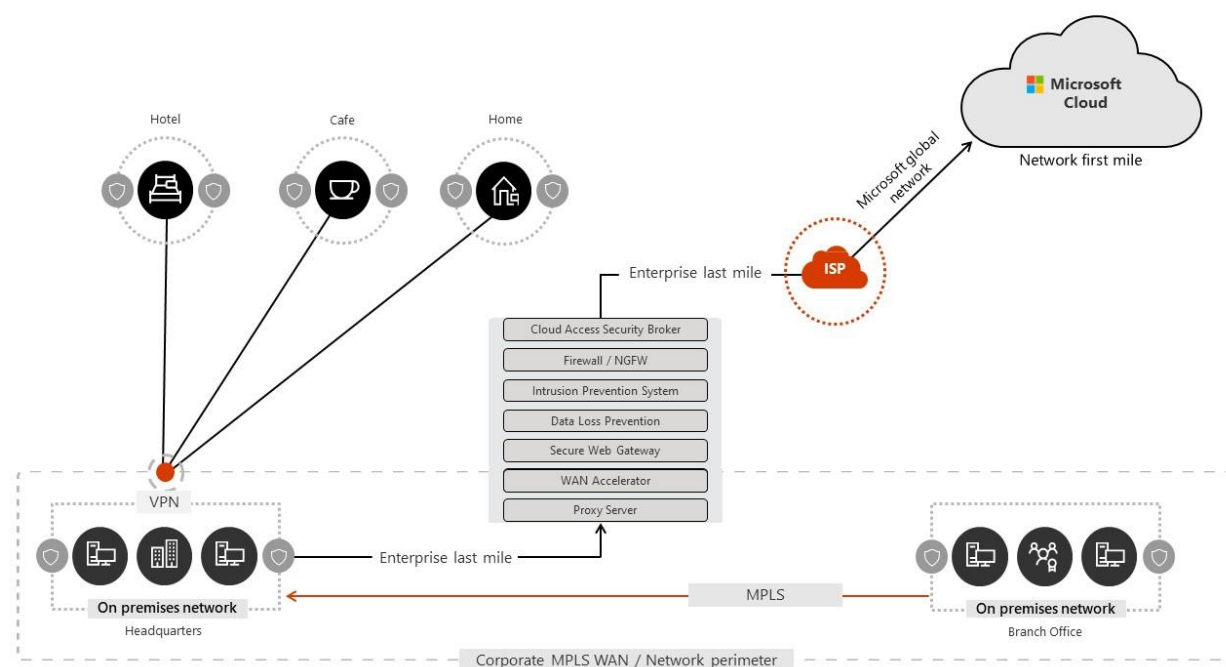 Hotel
Cafe
Home
Microsoft
Cloud
Network first mile
Microsoft global
network
ISP
Enterprise last mile
Cloud Access Security Broker
Firewall / NGFW
Intrusion Prevention System
Data Loss Prevention
Secure Web Gateway
WAN Accelerator
Proxy Server
VPN
Enterprise last mile
On premises network
Headquarters
MPLS
On premises network
Branch Office
Corporate MPLS WAN / Network perimeter